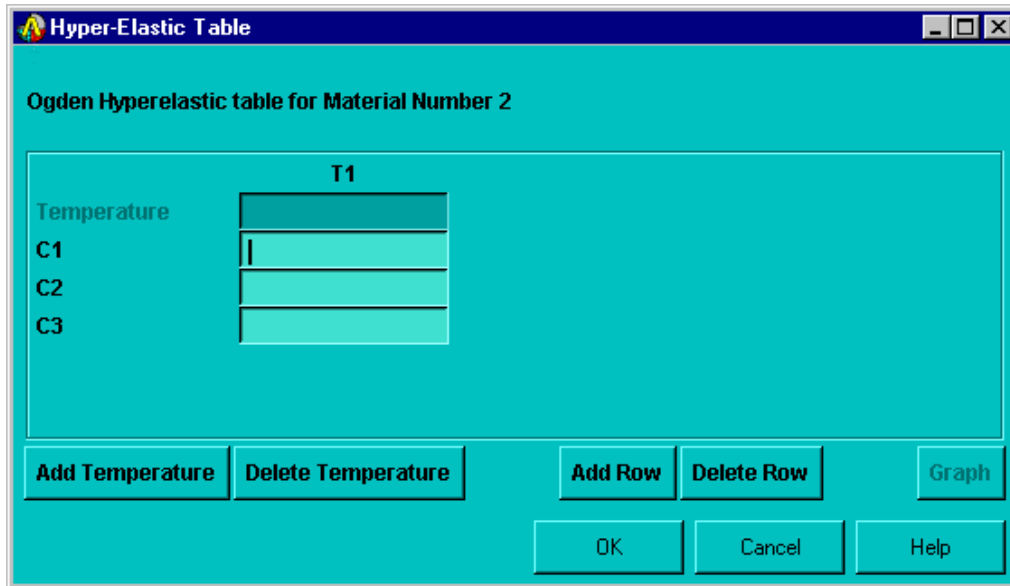 Hyper-Elastic Table
Ogden Hyperelastic table for Material Number 2
T1
Temperature
C1
C2
C3
Add Temperature Delete Temperature Add Row Delete Row Graph
OK Cancel Help